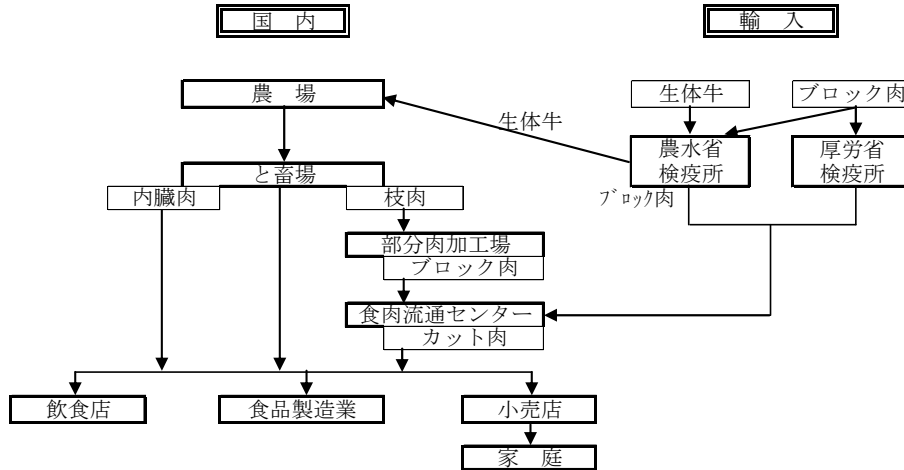 国　内
輸　入
農　場
生体牛
ブロック肉
生体牛
農水省
検疫所
厚労省
検疫所
と畜場
内臓肉
枝肉
ブロック肉
部分肉加工場
ブロック肉
食肉流通センター
カット肉
飲食店
食品製造業
小売店
家　庭